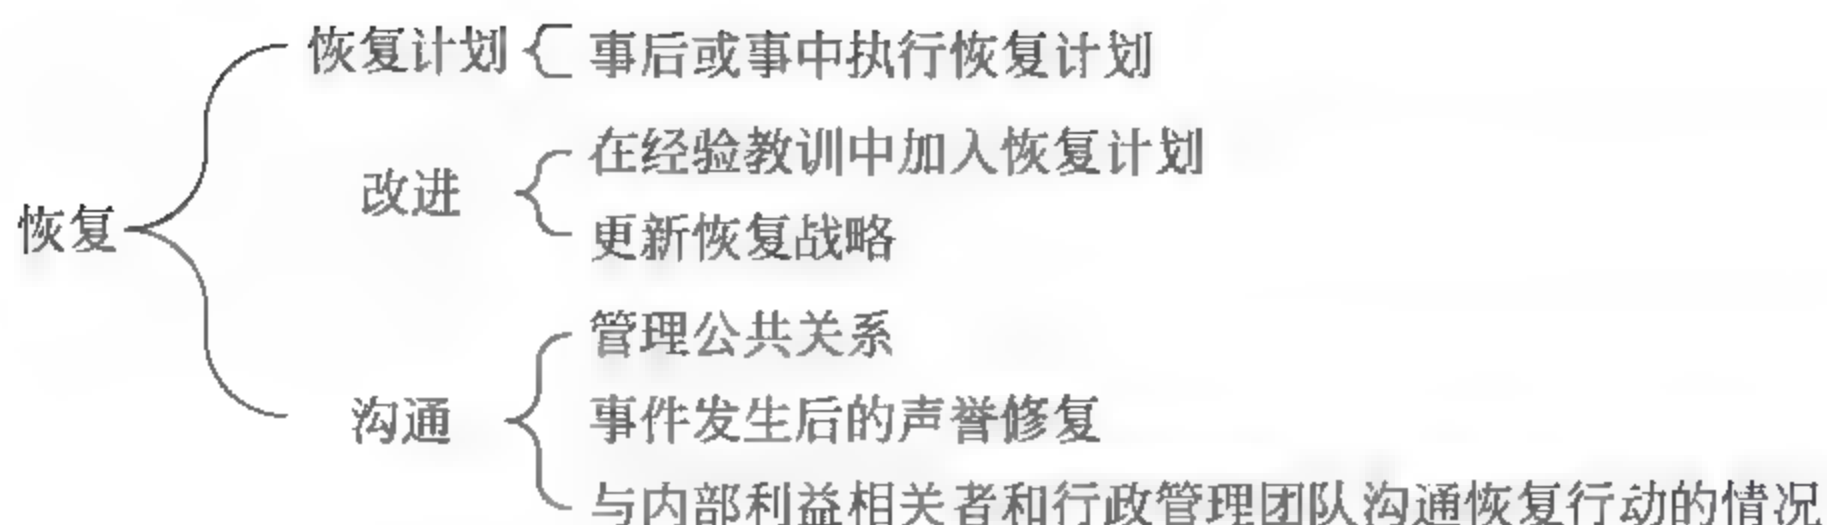 恢复计划
事后或事中执行恢复计划
在经验教训中加入恢复计划
改进
更新恢复战略
恢复
管理公共关系
沟通
事件发生后的声誉修复
与内部利益相关者和行政管理团队沟通恢复行动的情况